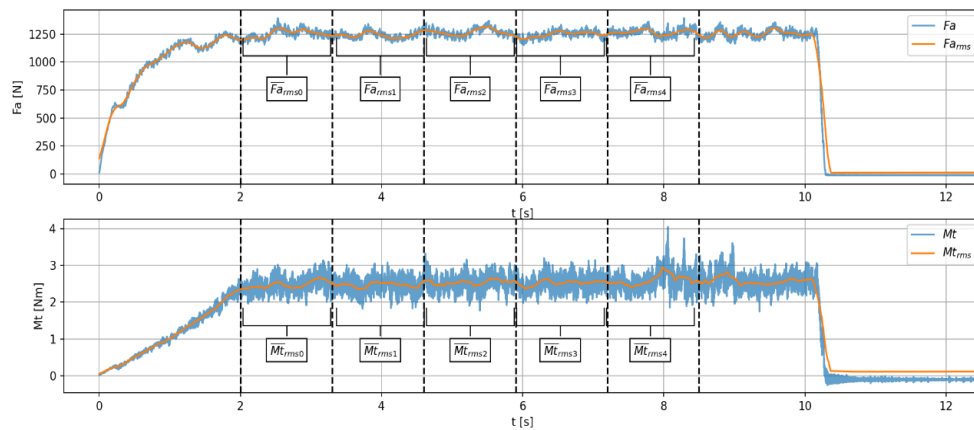 Fa [N]
1250
1000
750
500
250
0
Fa
Fa_rms
Fa_rms0 Fa_rms1 Fa_rms2 Fa_rms3 Fa_rms4
0 2 4 6 8 10 12
t [s]
Mt [Nm]
4
3
2
1
0
Mt
Mt_rms
Mt_rms0 Mt_rms1 Mt_rms2 Mt_rms3 Mt_rms4
0 2 4 6 8 10 12
t [s]